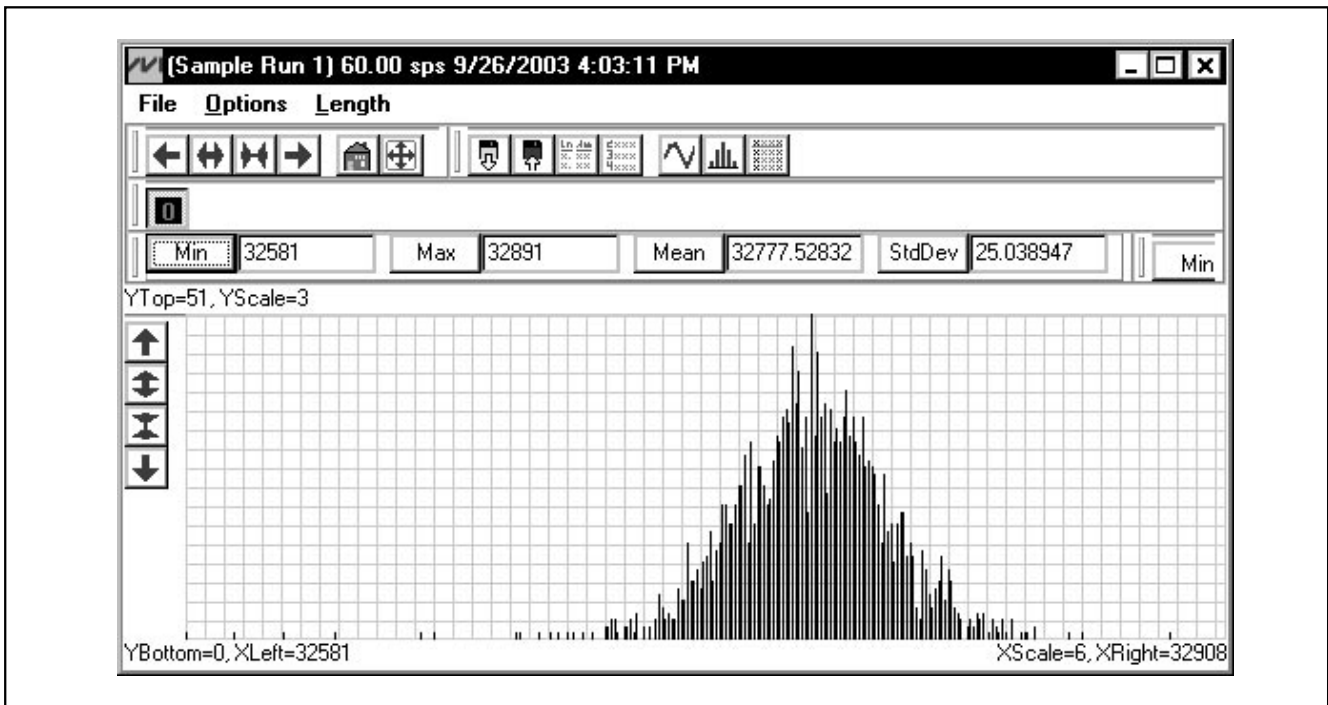 (Sample Run 1) 60.00 sps 9/26/2003 4:03:11 PM
File Options Length
0
Min 32581 Max 32891 Mean 32777.52832 StdDev 25.038947 Min
YTop=51, YScale=3
YBottom=0, XLeft=32581 XScale=6, XRight=32908